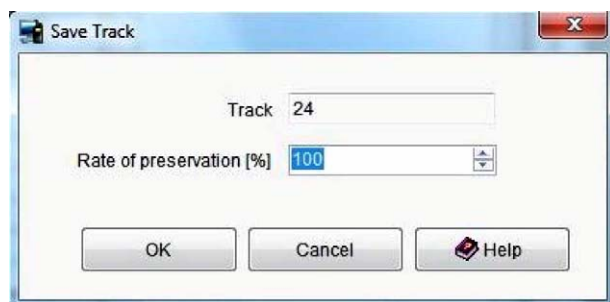 Save Track
Track 24
Rate of preservation [%] 100
OK Cancel Help